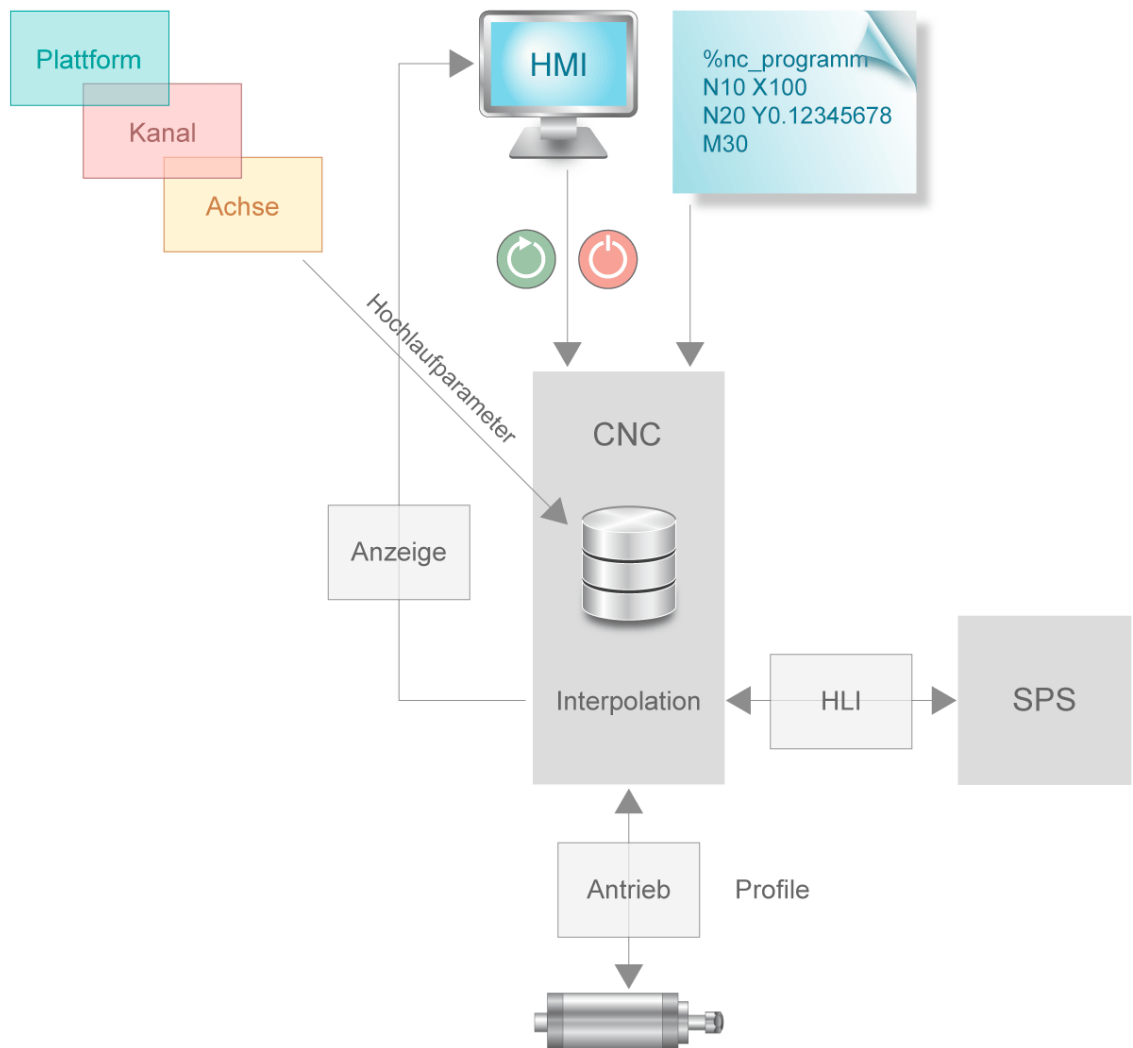 Plattform
Kanal
Achse
HMI
%nc_programm
N10 X100
N20 Y0.12345678
M30
Hochlaufparameter
CNC
Anzeige
Interpolation
HLI
SPS
Antrieb
Profile